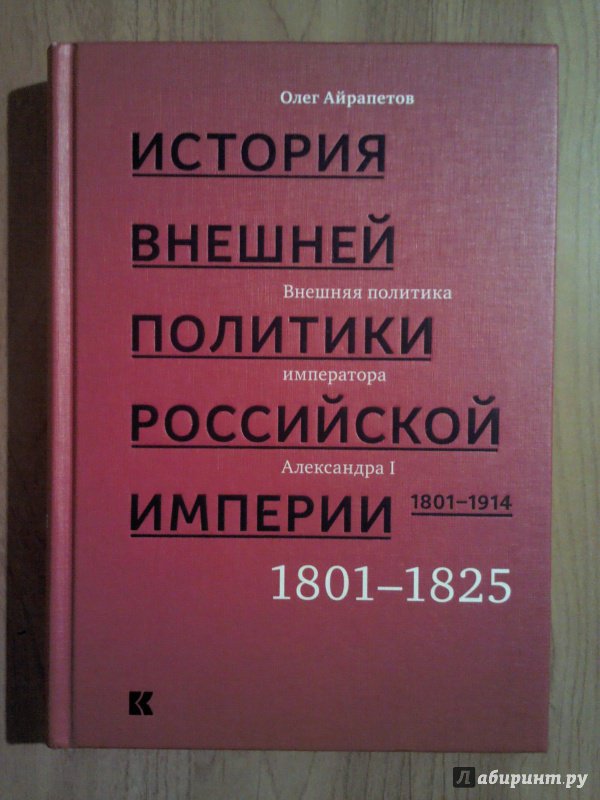 Олег Айрапетов
ИСТОРИЯ
ВНЕШНЕЙ
Внешняя политика
ПОЛИТИКИ
императора
РОССИЙСКОЙ
Александра I
ИМПЕРИИ 1801–1914
1801–1825
К
Лабиринт.ру